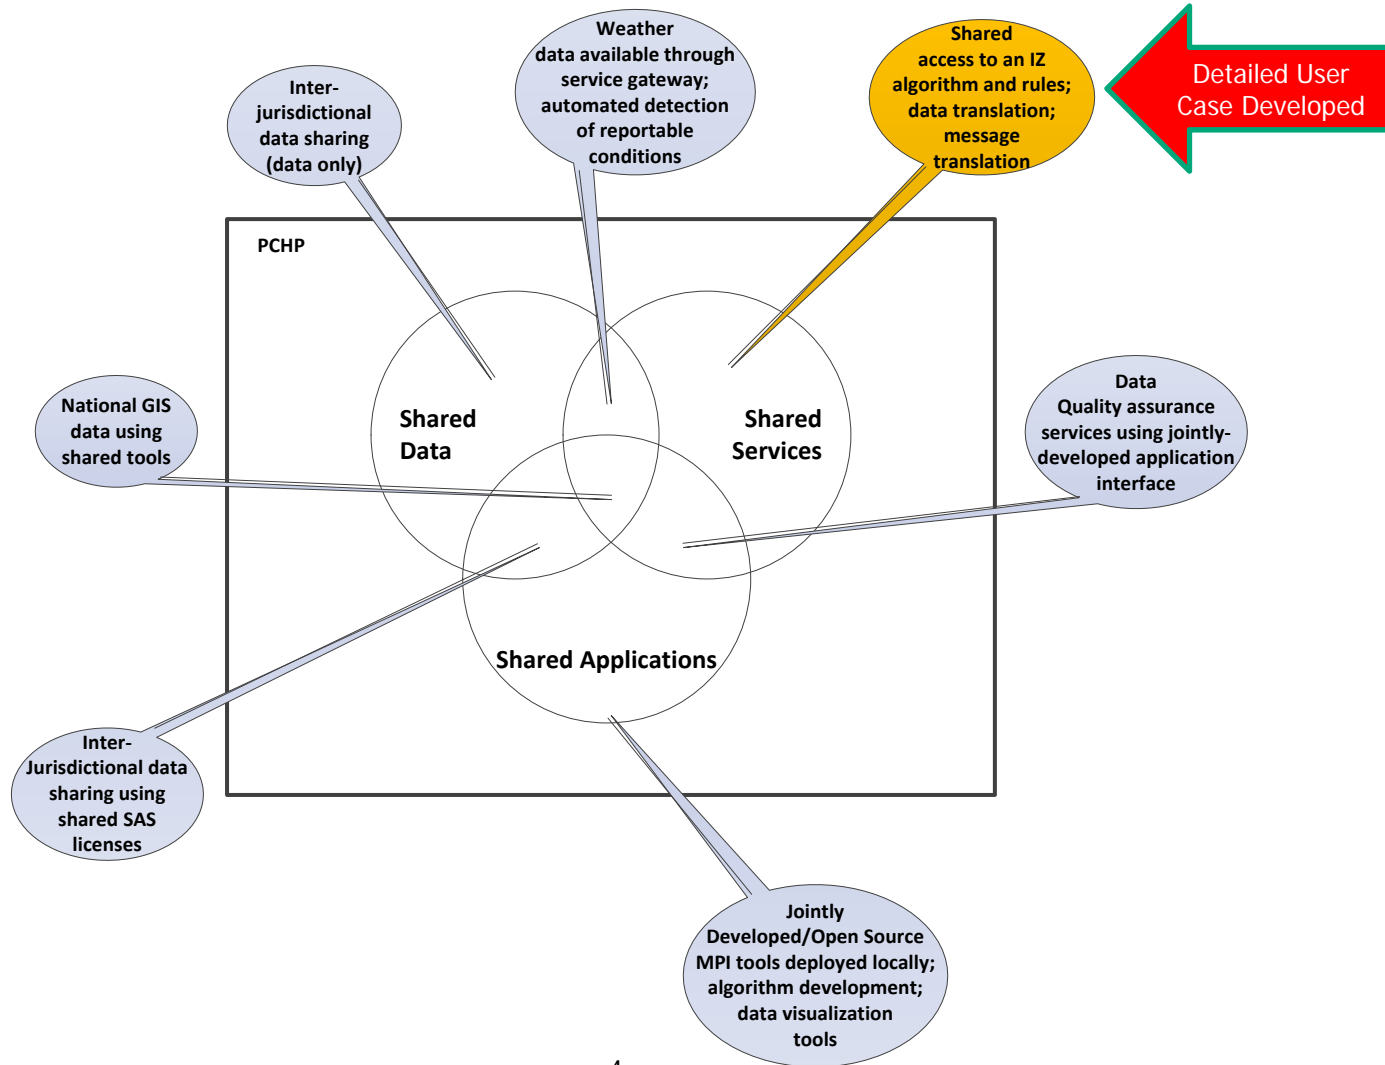 Weather
data available through
service gateway;
automated detection
of reportable
conditions
Shared
access to an IZ
algorithm and rules;
data translation;
message
translation
Detailed User
Case Developed
Inter-
jurisdictional
data sharing
(data only)
PCHP
National GIS
data using
shared tools
Shared
Data
Shared
Services
Data
Quality assurance
services using jointly-
developed application
interface
Shared Applications
Inter-
Jurisdictional data
sharing using
shared SAS
licenses
Jointly
Developed/Open Source
MPI tools deployed locally;
algorithm development;
data visualization
tools